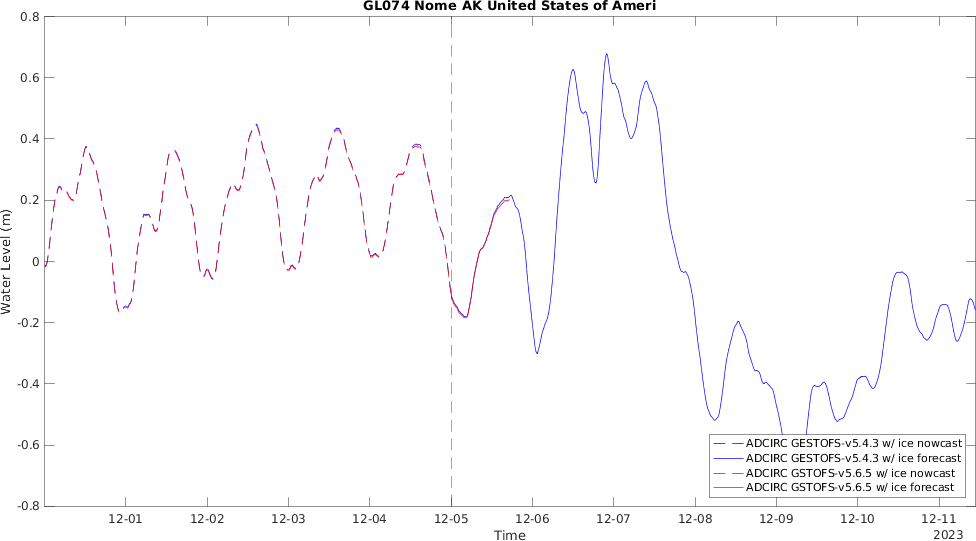 GL074 Nome AK United States of Ameri
0.8
0.6
0.4
0.2
0
-0.2
-0.4
-0.6
-0.8
Water Level (m)
ADCIRC GESTOFS-v5.4.3 w/ ice nowcast
ADCIRC GESTOFS-v5.4.3 w/ ice forecast
ADCIRC GSTOFS-v5.6.5 w/ ice nowcast
ADCIRC GSTOFS-v5.6.5 w/ ice forecast
12-01 12-02 12-03 12-04 12-05 12-06 12-07 12-08 12-09 12-10 12-11
Time
2023